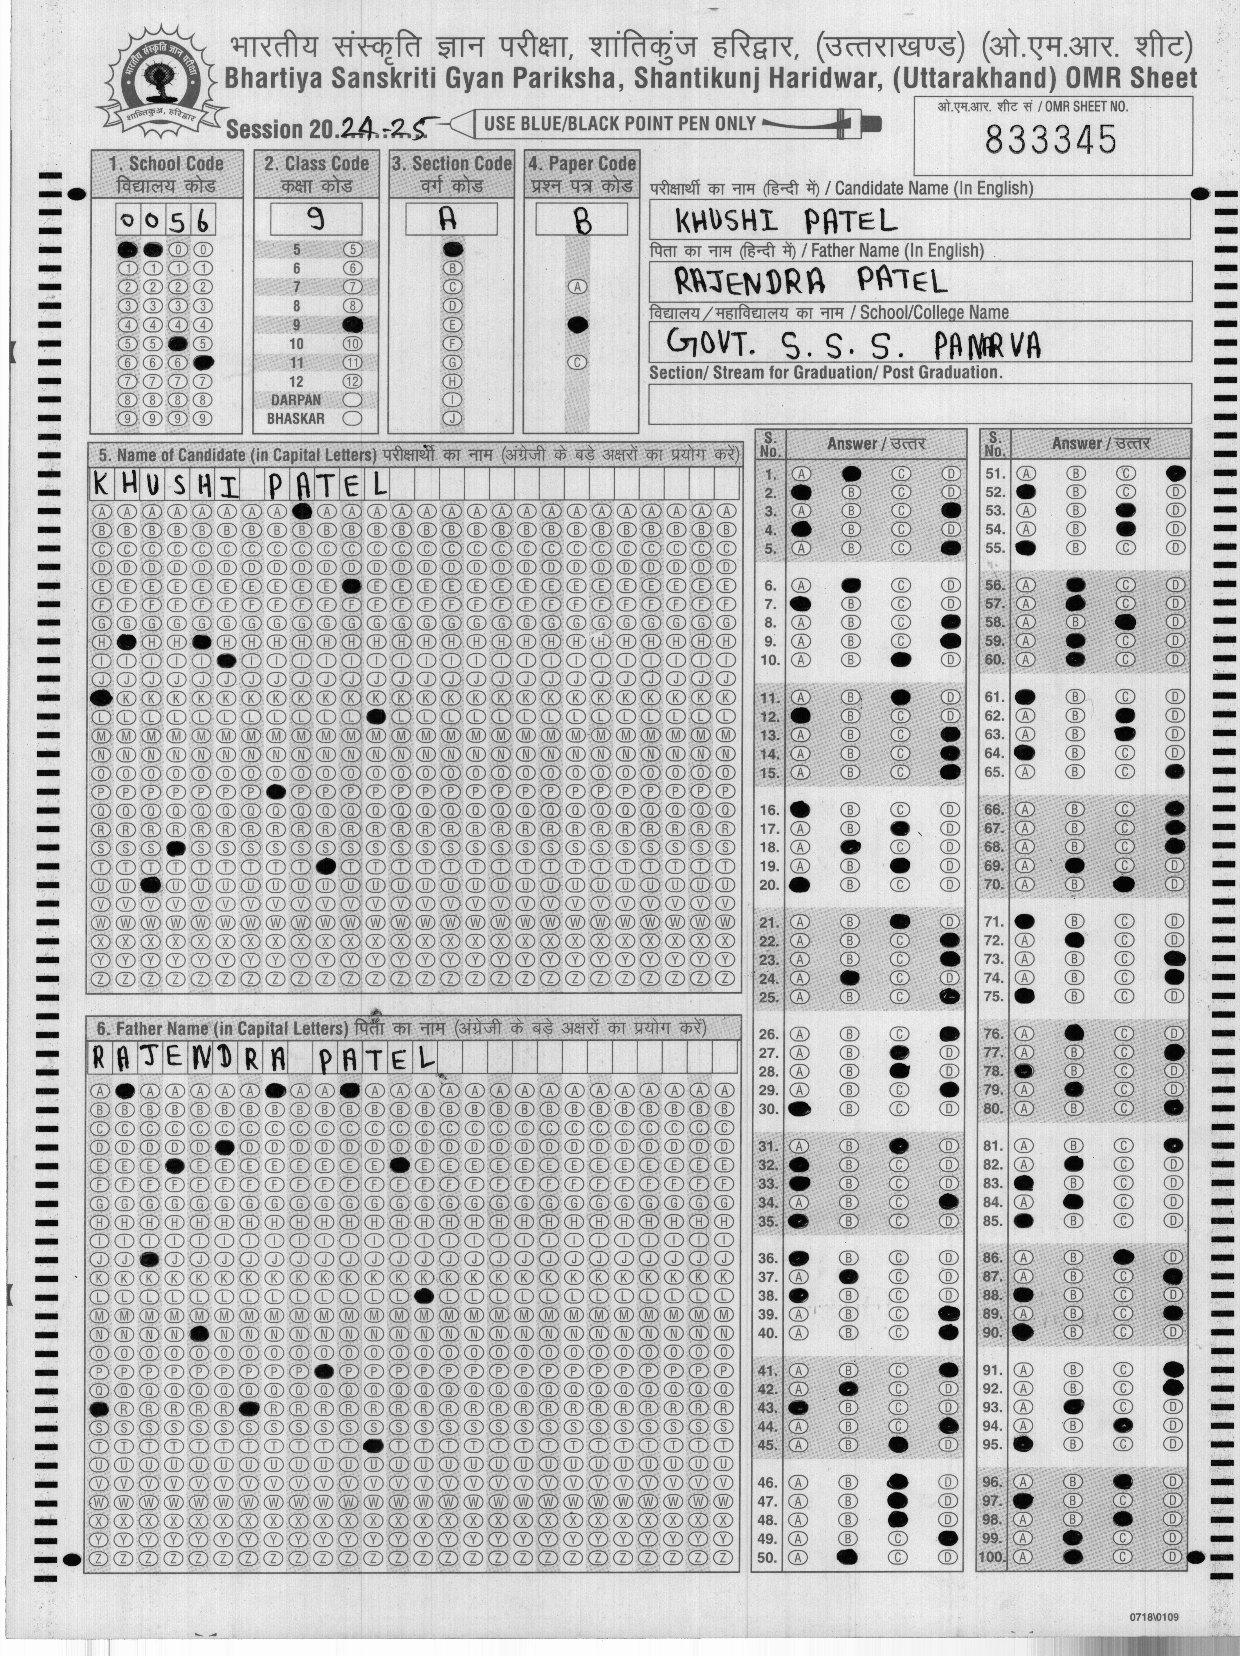 भारतीय संस्कृति ज्ञान परीक्षा, शांतिकुंज हरिद्वार, (उत्तराखण्ड) (ओ.एम.आर. शीट)
Bhartiya Sanskriti Gyan Pariksha, Shantikunj Haridwar, (Uttarakhand) OMR Sheet
Session 2024-25
USE BLUE/BLACK POINT PEN ONLY
ओ.एम.आर. शीट सं / OMR SHEET NO.
833345
1. School Code
विद्यालय कोड
0056
2. Class Code
कक्षा कोड
9
5
6
7
8
9
10
11
12
DARPAN
BHASKAR
3. Section Code
वर्ग कोड
A
4. Paper Code
प्रश्न पत्र कोड
B
परीक्षार्थी का नाम (हिन्दी में) / Candidate Name (In English)
KHUSHI PATEL
पिता का नाम (हिन्दी में) / Father Name (In English)
RAJENDRA PATEL
विद्यालय/महाविद्यालय का नाम / School/College Name
GOVT. S. S. S. PANARVA
Section/ Stream for Graduation/ Post Graduation.
5. Name of Candidate (in Capital Letters) परीक्षार्थी का नाम (अंग्रेजी के बड़े अक्षरों का प्रयोग करें)
KHUSHI PATEL
6. Father Name (in Capital Letters) पिता का नाम (अंग्रेजी के बड़े अक्षरों का प्रयोग करें)
RAJENDRA PATEL
S. No. Answer / उत्तर
S. No. Answer / उत्तर
0718\0109